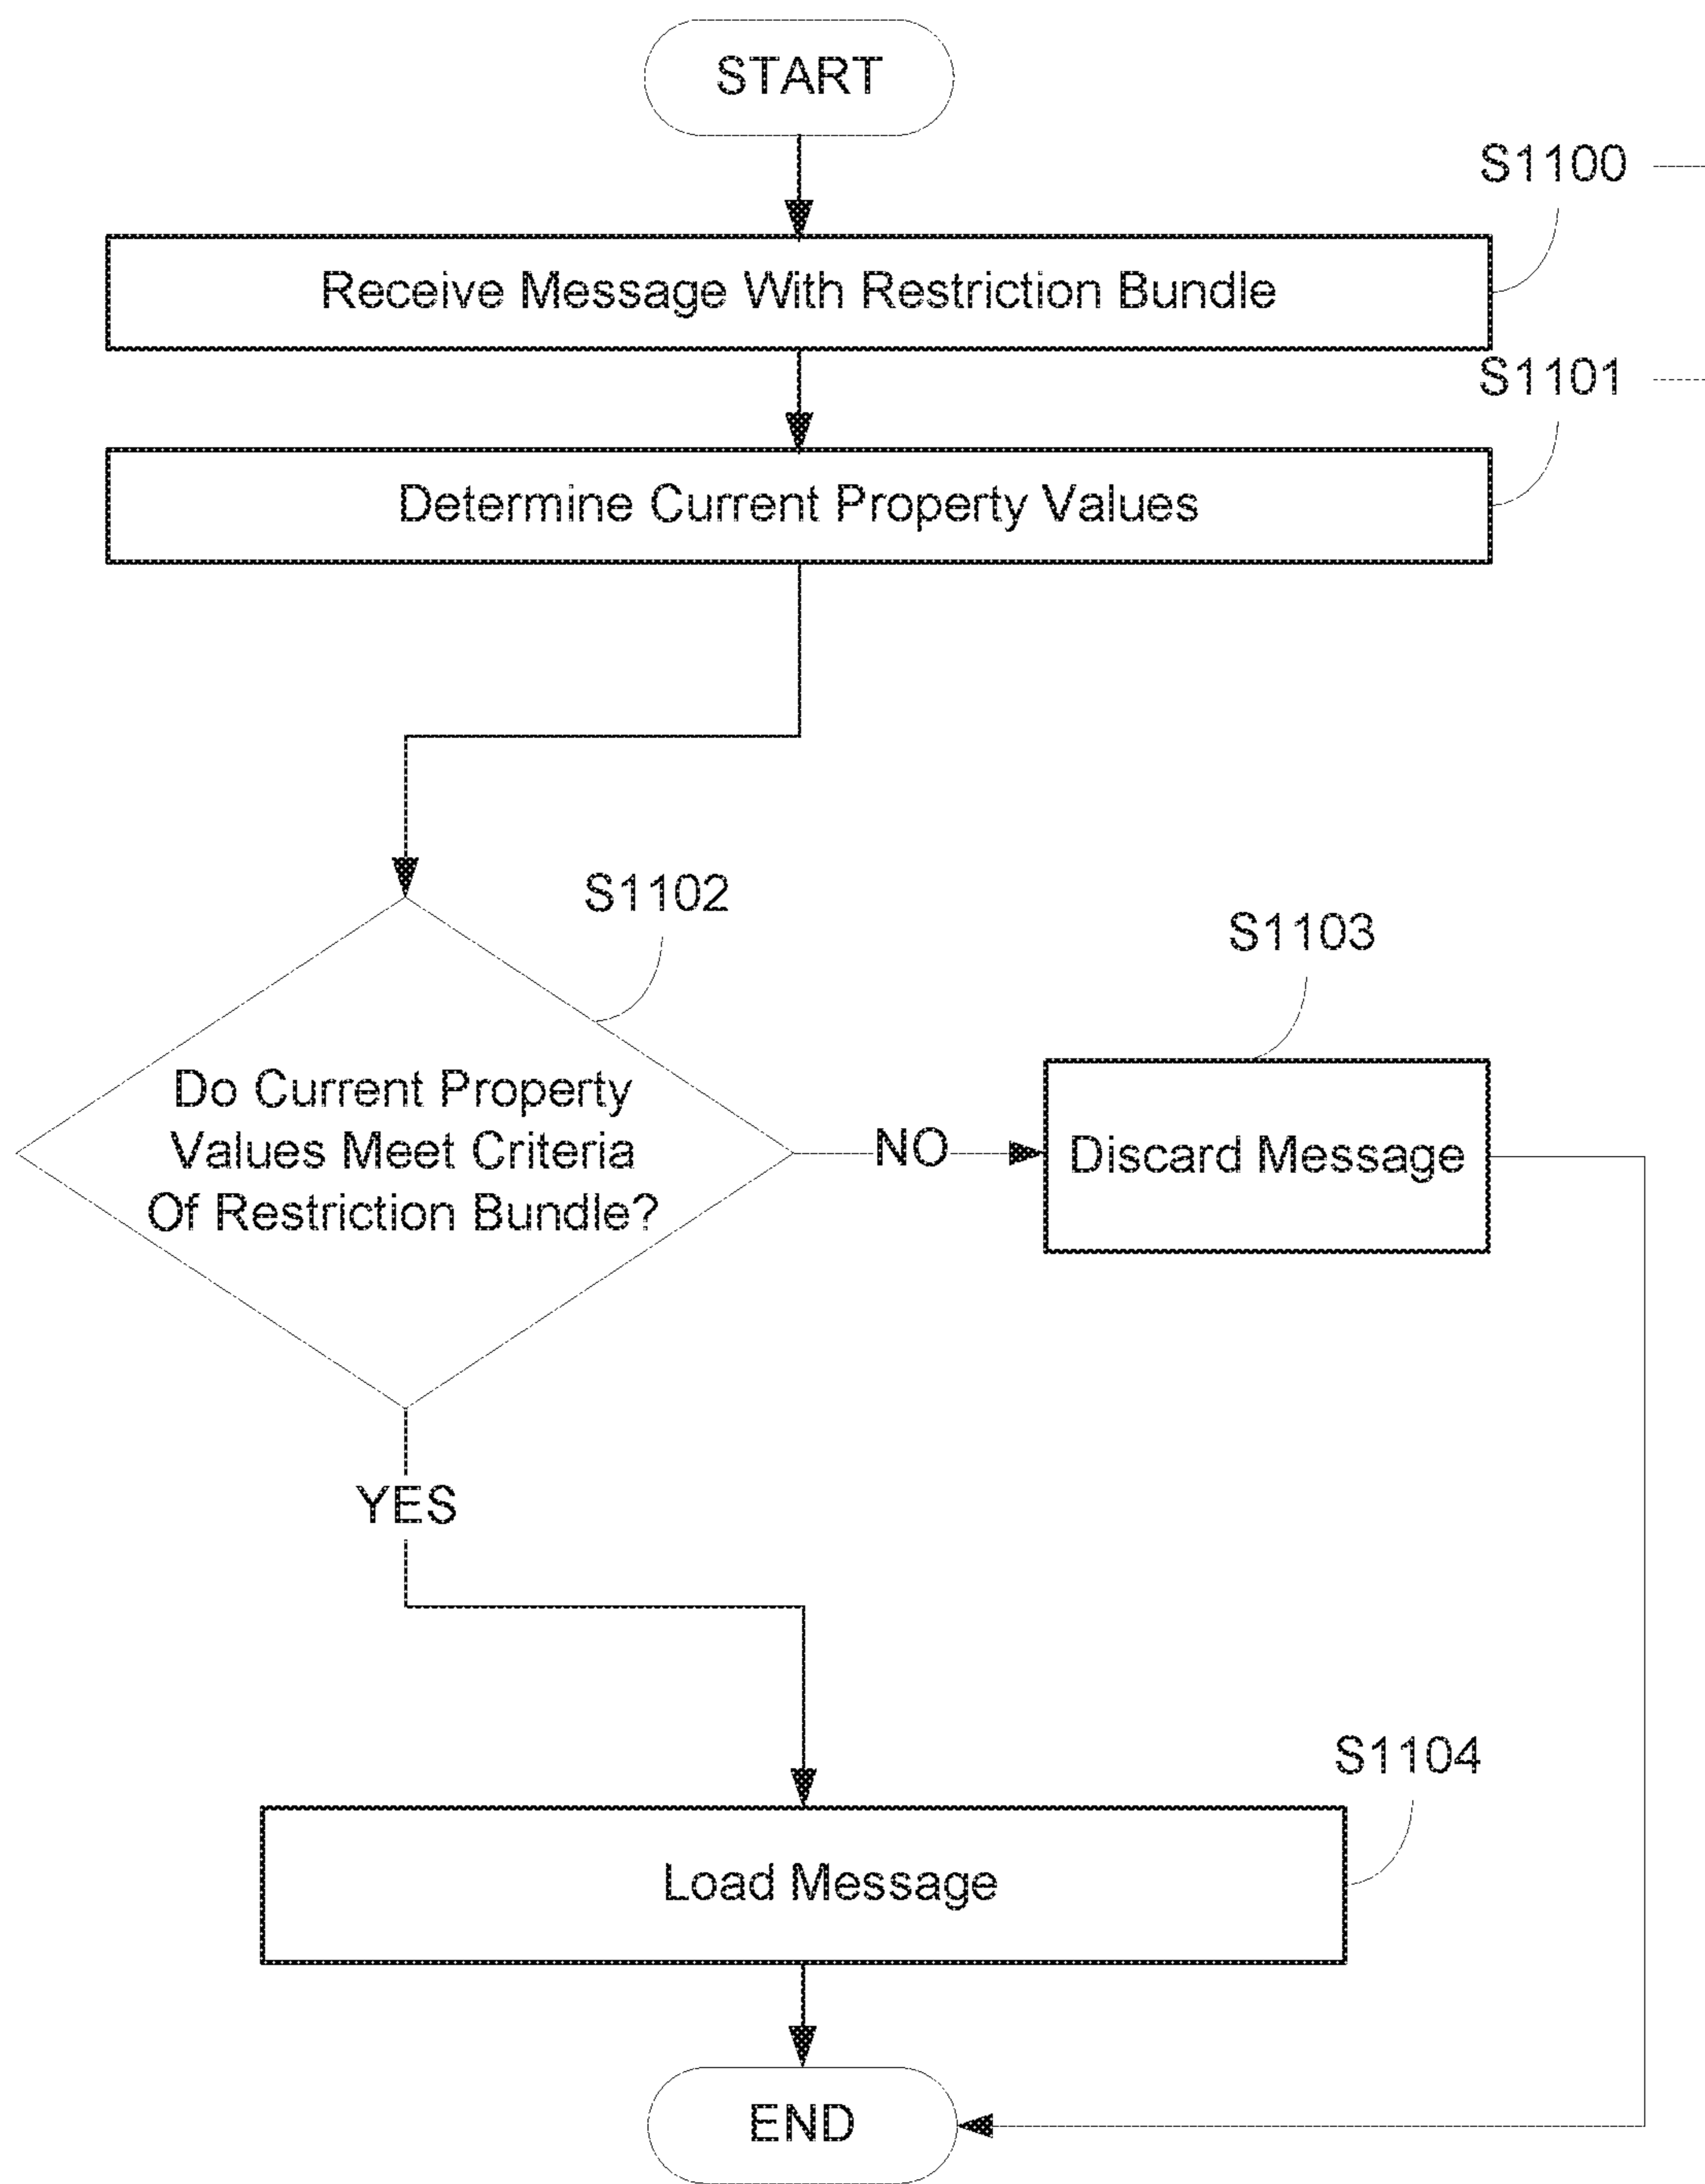 START
S1100
Receive Message With Restriction Bundle
S1101
Determine Current Property Values
S1102
S1103
Do Current Property
Values Meet Criteria
Of Restriction Bundle?
NO
Discard Message
YES
S1104
Load Message
END